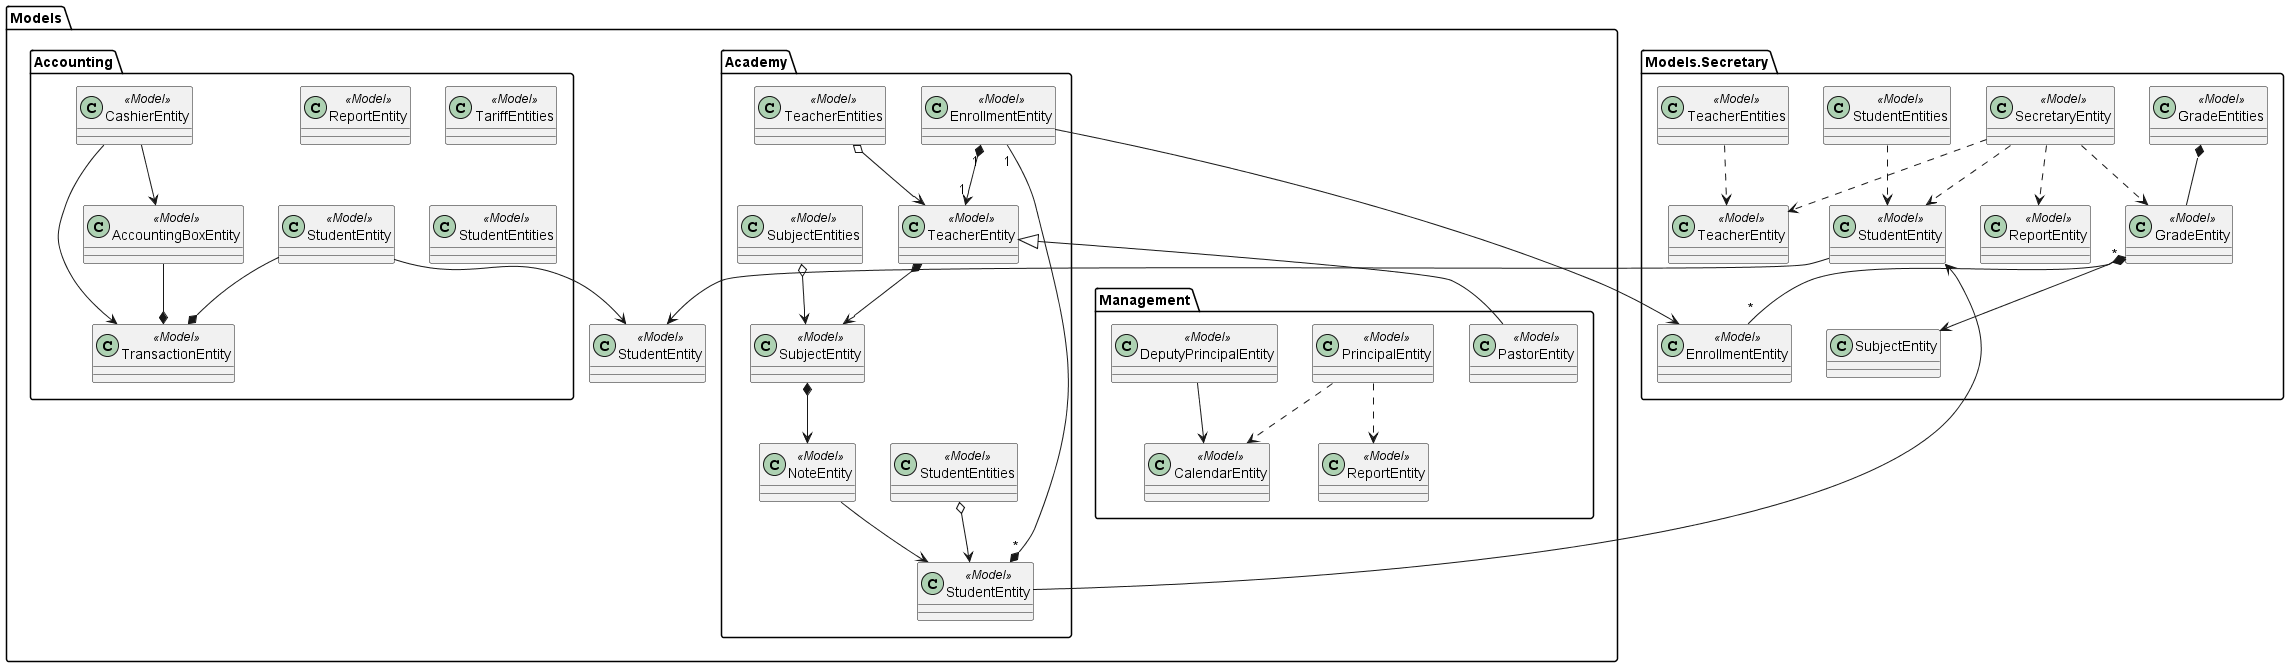 Models
Accounting
C «Model» CashierEntity
C «Model» ReportEntity
C «Model» TariffEntities
C «Model» AccountingBoxEntity
C «Model» StudentEntity
C «Model» StudentEntities
C «Model» TransactionEntity
C «Model» StudentEntity
Academy
C «Model» TeacherEntities
C «Model» EnrollmentEntity
1
1
1
C «Model» SubjectEntities
C «Model» TeacherEntity
C «Model» SubjectEntity
C «Model» NoteEntity
C «Model» StudentEntities
*
C «Model» StudentEntity
Management
C «Model» DeputyPrincipalEntity
C «Model» PrincipalEntity
C «Model» PastorEntity
C «Model» CalendarEntity
C «Model» ReportEntity
Models.Secretary
C «Model» TeacherEntities
C «Model» StudentEntities
C «Model» SecretaryEntity
C «Model» GradeEntities
C «Model» TeacherEntity
C «Model» StudentEntity
C «Model» ReportEntity
C «Model» GradeEntity
*
*
C «Model» EnrollmentEntity
C SubjectEntity